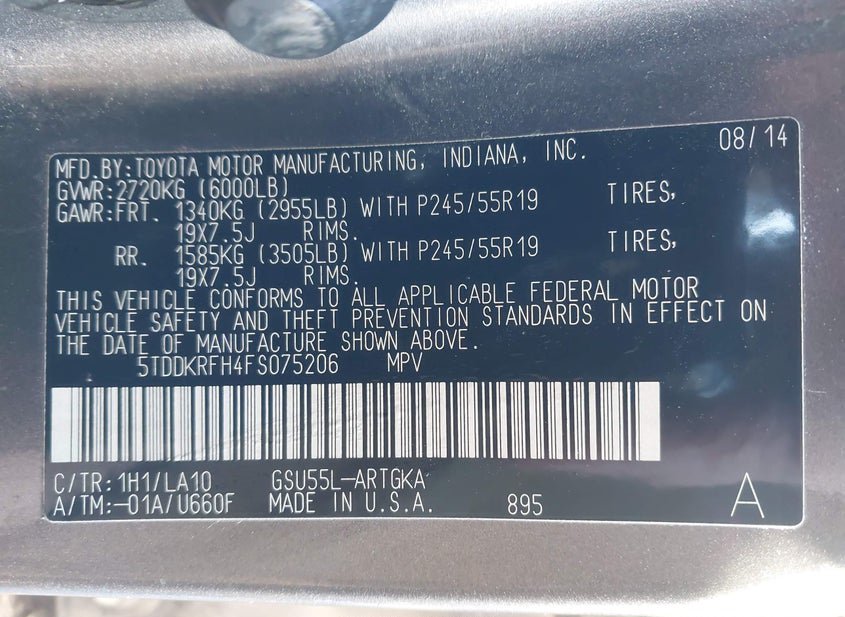 08/14
MFD.BY:TOYOTA MOTOR MANUFACTURING, INDIANA, INC.
GVWR:2720KG (6000LB)
GAWR:FRT. 1340KG (2955LB) WITH P245/55R19 TIRES,
19X7.5J RIMS.
RR. 1585KG (3505LB) WITH P245/55R19 TIRES,
19X7.5J RIMS.
THIS VEHICLE CONFORMS TO ALL APPLICABLE FEDERAL MOTOR
VEHICLE SAFETY AND THEFT PREVENTION STANDARDS IN EFFECT ON
THE DATE OF MANUFACTURE SHOWN ABOVE.
5TDDKRFH4FS075206 MPV
C/TR:1H1/LA10 GSU55L-ARTGKA
A/TM:-01A/U660F MADE IN U.S.A. 895 A